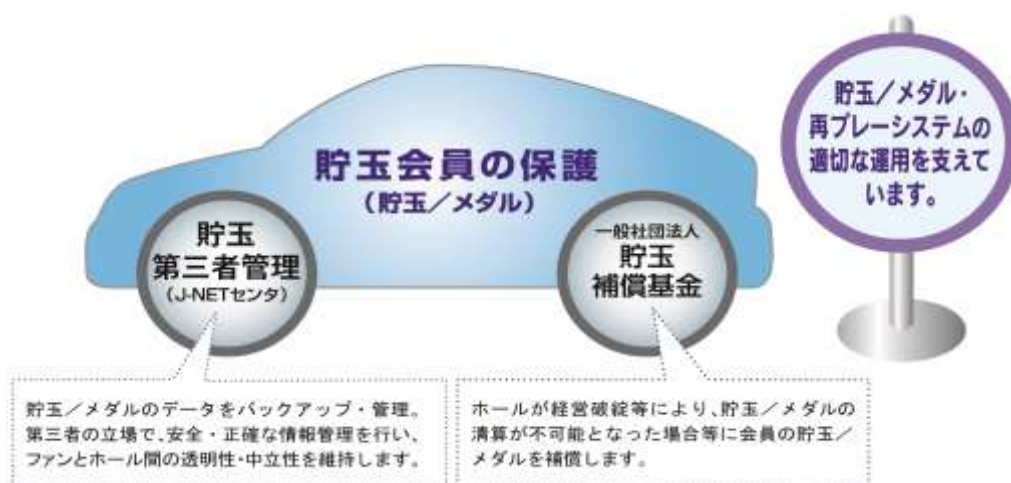 貯玉会員の保護
(貯玉／メダル)
貯玉
第三者管理
(J-NETセンタ)
一般社団法人
貯玉
補償基金
貯玉／メダル・
再プレーシステムの
適切な運用を支えて
います。
貯玉／メダルのデータをバックアップ・管理。
第三者の立場で、安全・正確な情報管理を行い、
ファンとホール間の透明性・中立性を維持します。
ホールが経営破綻等により、貯玉／メダルの
清算が不可能となった場合等に会員の貯玉／
メダルを補償します。